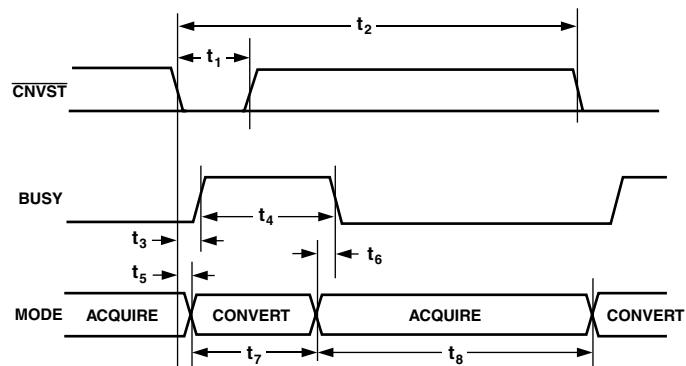 t2
t1
CNVST
BUSY
t4
t3
t6
t5
MODE ACQUIRE CONVERT ACQUIRE CONVERT
t7 t8